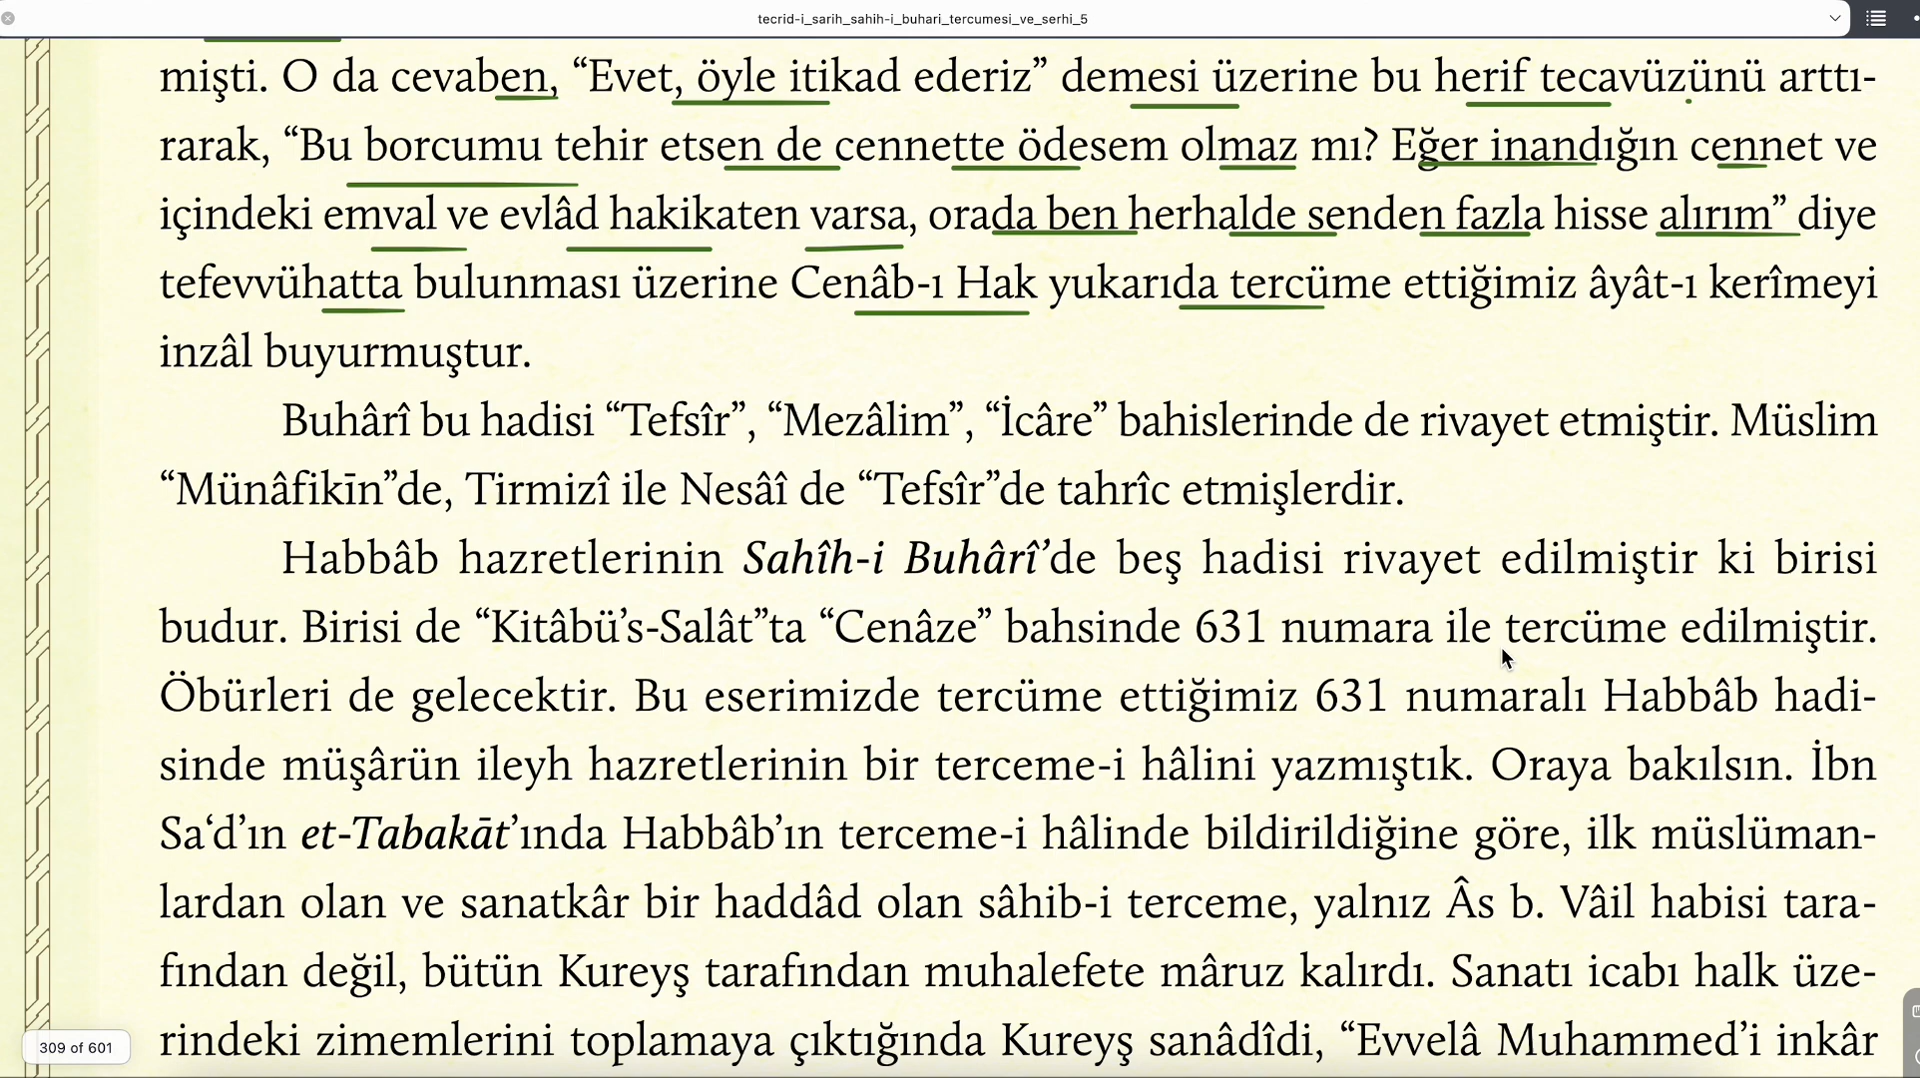 tecrid-i_sarih_sahih-i_buhari_tercumesi_ve_serhi_5
mişti. O da cevaben, “Evet, öyle itikad ederiz” demesi üzerine bu herif tecavüzünü arttı-
rarak, “Bu borcumu tehir etsen de cennette ödesem olmaz mı? Eğer inandığın cennet ve
içindeki emval ve evlâd hakikaten varsa, orada ben herhalde senden fazla hisse alırım” diye
tefevvühatta bulunması üzerine Cenâb-ı Hak yukarıda tercüme ettiğimiz âyât-ı kerîmeyi
inzâl buyurmuştur.
Buhârî bu hadisi “Tefsîr”, “Mezâlim”, “İcâre” bahislerinde de rivayet etmiştir. Müslim
“Münâfikīn”de, Tirmizî ile Nesâî de “Tefsîr”de tahrîc etmişlerdir.
Habbâb hazretlerinin Sahîh-i Buhârî’de beş hadisi rivayet edilmiştir ki birisi
budur. Birisi de “Kitâbü’s-Salât”ta “Cenâze” bahsinde 631 numara ile tercüme edilmiştir.
Öbürleri de gelecektir. Bu eserimizde tercüme ettiğimiz 631 numaralı Habbâb hadi-
sinde müşârün ileyh hazretlerinin bir terceme-i hâlini yazmıştık. Oraya bakılsın. İbn
Sa‘d’ın et-Tabakāt’ında Habbâb’ın terceme-i hâlinde bildirildiğine göre, ilk müslüman-
lardan olan ve sanatkâr bir haddâd olan sâhib-i terceme, yalnız Âs b. Vâil habisi tara-
fından değil, bütün Kureyş tarafından muhalefete mâruz kalırdı. Sanatı icabı halk üze-
rindeki zimemlerini toplamaya çıktığında Kureyş sanâdîdi, “Evvelâ Muhammed’i inkâr
309 of 601